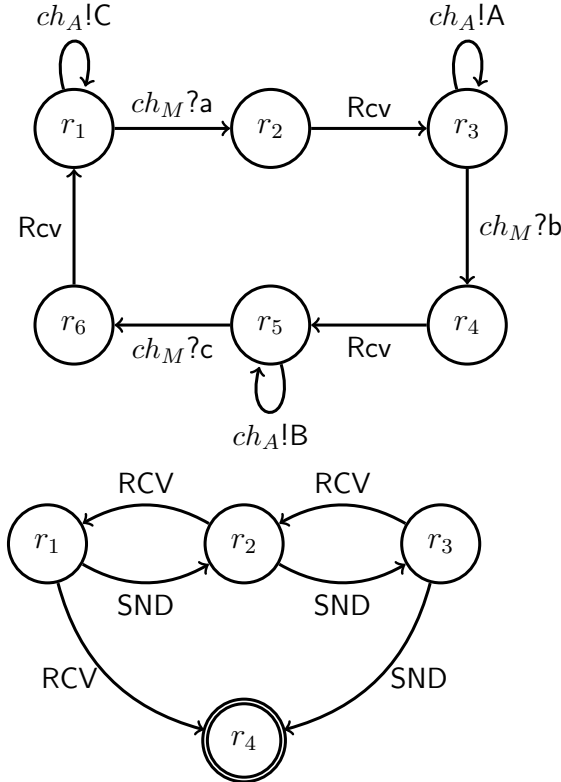 ch_A!C ch_A!A
r_1 ch_M?a r_2 Rcv r_3
Rcv ch_M?b
r_6 ch_M?c r_5 Rcv r_4
ch_A!B
RCV RCV
r_1 r_2 r_3
SND SND
RCV SND
r_4